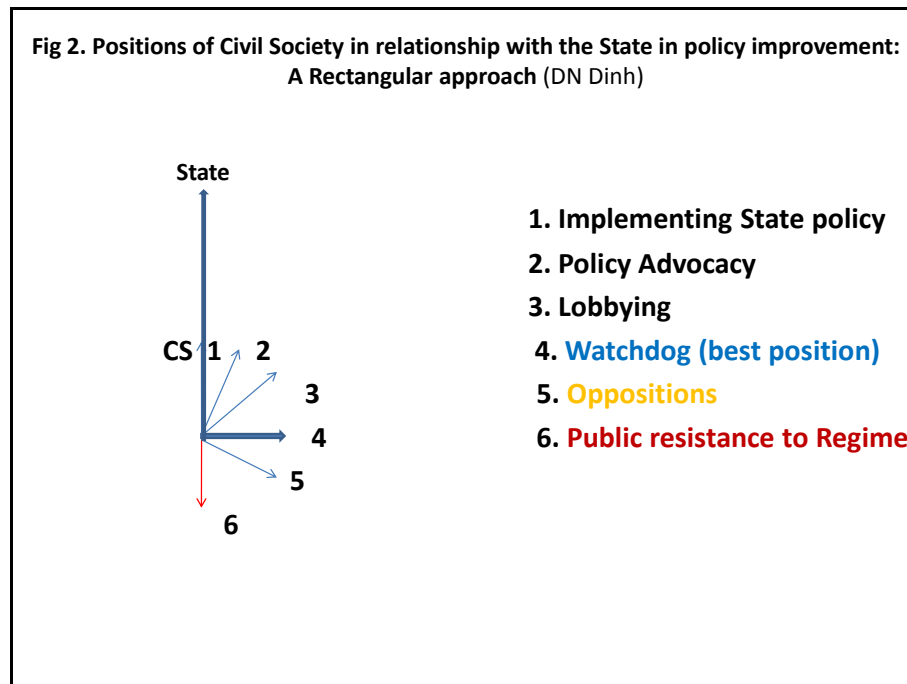 Fig 2. Positions of Civil Society in relationship with the State in policy improvement:
A Rectangular approach (DN Dinh)
State
1. Implementing State policy
2. Policy Advocacy
3. Lobbying
4. Watchdog (best position)
5. Oppositions
6. Public resistance to Regime
CS 1 2
3
4
5
6